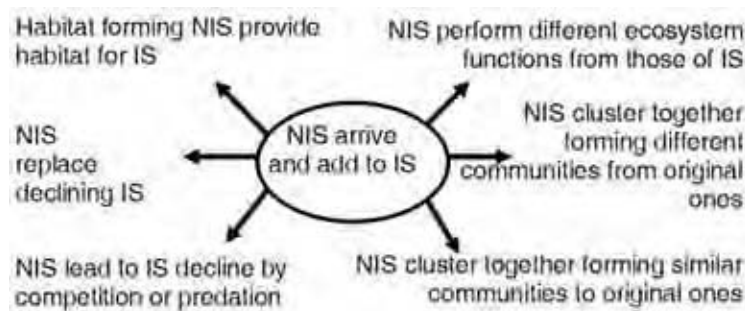 Habitat forming NIS provide
habitat for IS
NIS perform different ecosystem
functions from those of IS
NIS
replace
declining IS
NIS arrive
and add to IS
NIS cluster together
forming different
communities from original
ones
NIS lead to IS decline by
competition or predation
NIS cluster together forming similar
communities to original ones